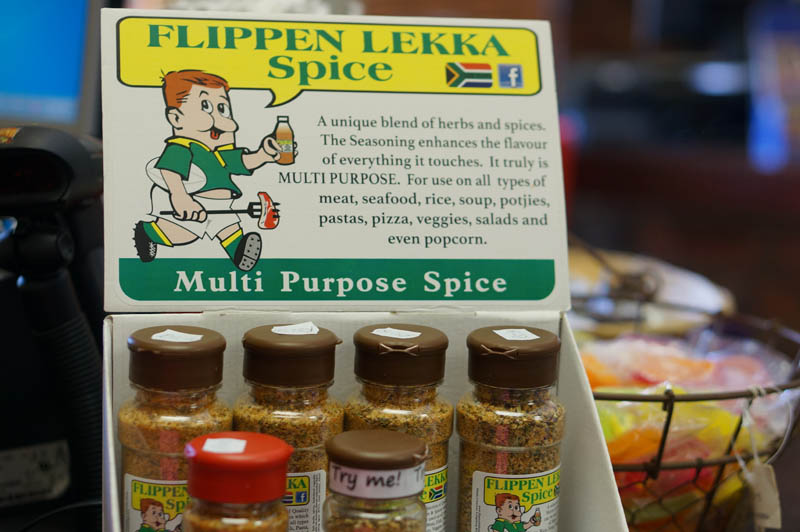 FLIPPEN LEKKA
Spice
f
A unique blend of herbs and spices.
The Seasoning enhances the flavour
of everything it touches. It truly is
MULTI PURPOSE. For use on all types of
meat, seafood, rice, soup, potjies,
pastas, pizza, veggies, salads and
even popcorn.
Multi Purpose Spice
Try me!
FLIPPEN
FLIPPEN LEKKA
Spice